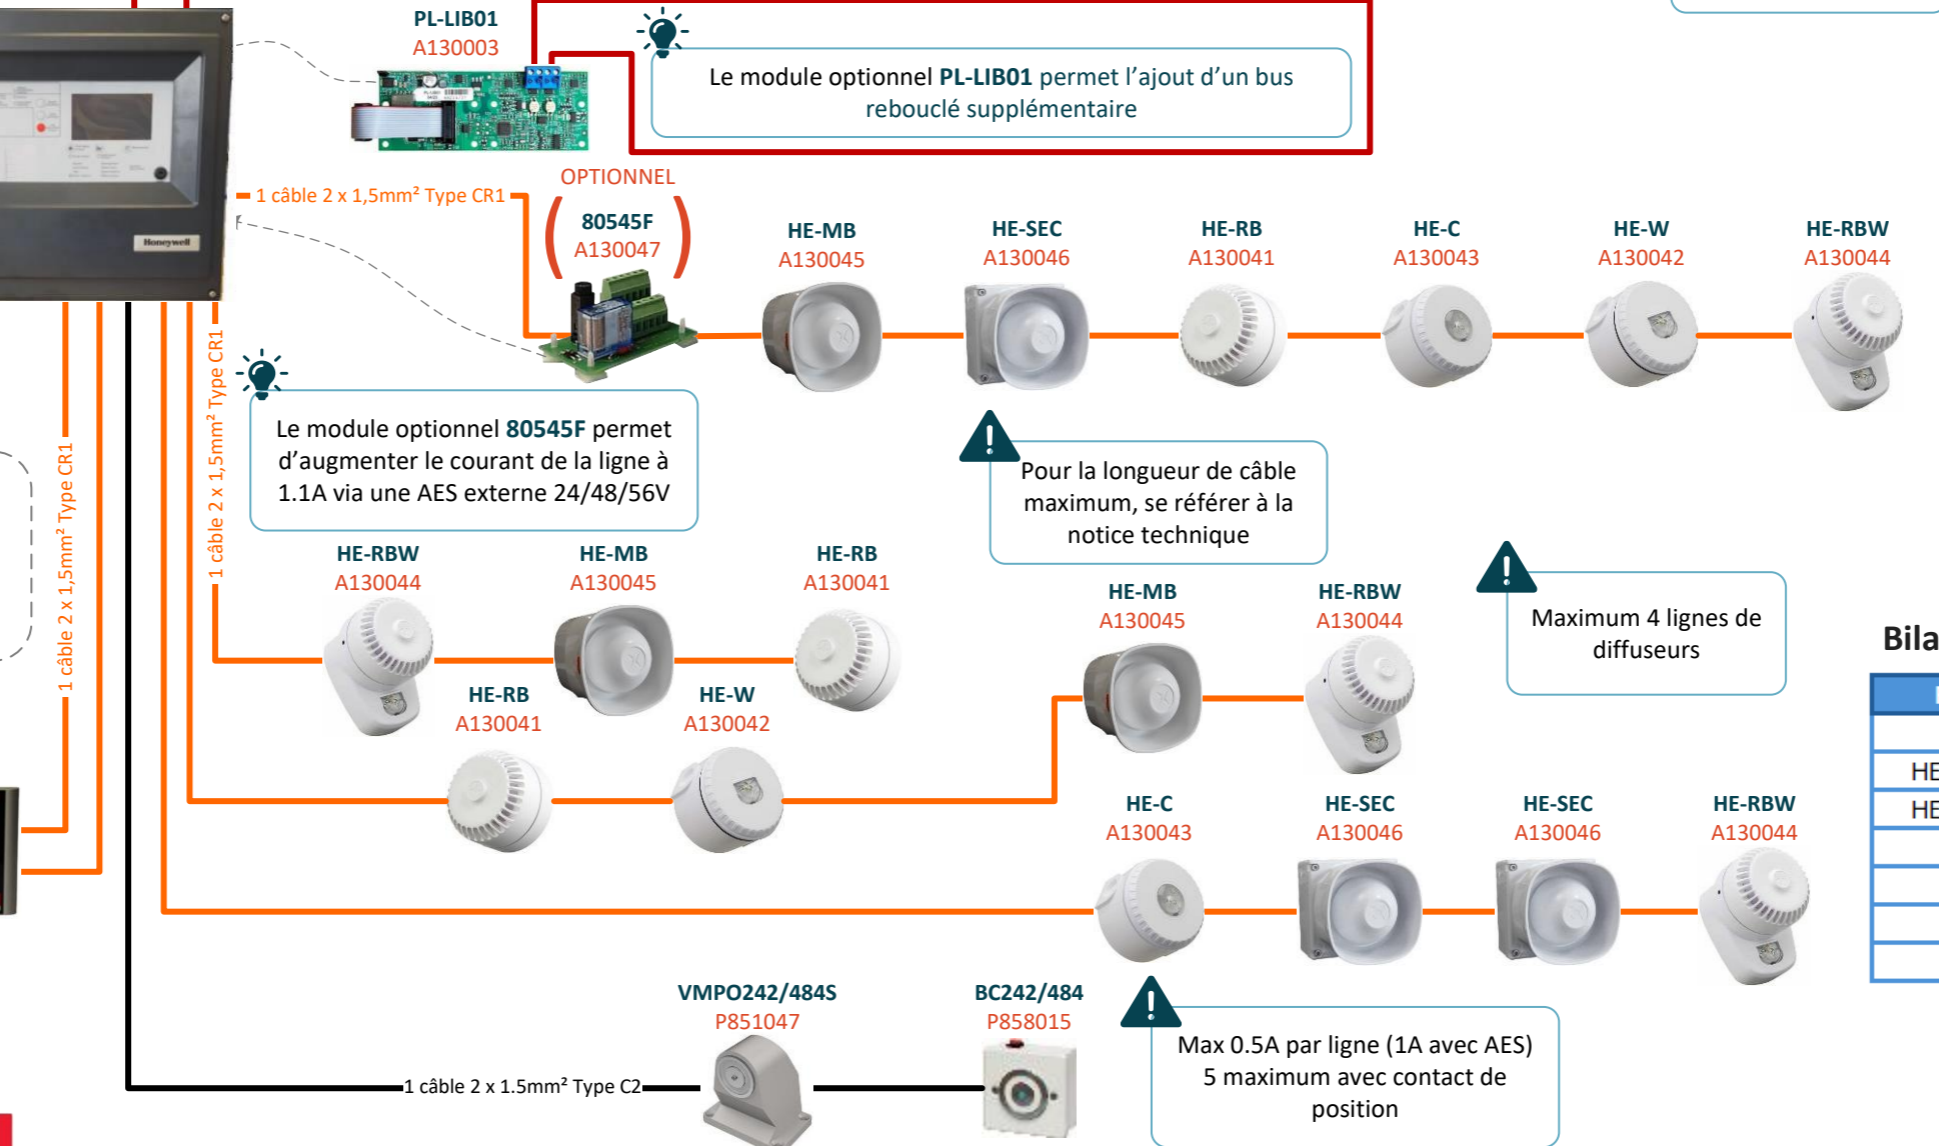 PL-LIB01
A130003
Le module optionnel PL-LIB01 permet l’ajout d’un bus
rebouclé supplémentaire
Honeywell
1 câble 2 x 1,5mm² Type CR1
OPTIONNEL
80545F
A130047
HE-MB
A130045
HE-SEC
A130046
HE-RB
A130041
HE-C
A130043
HE-W
A130042
HE-RBW
A130044
1 câble 2 x 1,5mm² Type CR1
1 câble 2 x 1,5mm² Type CR1
Le module optionnel 80545F permet
d’augmenter le courant de la ligne à
1.1A via une AES externe 24/48/56V
Pour la longueur de câble
maximum, se référer à la
notice technique
HE-RBW
A130044
HE-MB
A130045
HE-RB
A130041
HE-MB
A130045
HE-RBW
A130044
Maximum 4 lignes de
diffuseurs
Bila
HE-RB
A130041
HE-W
A130042
HE
HE
HE-C
A130043
HE-SEC
A130046
HE-SEC
A130046
HE-RBW
A130044
VMPO242/484S
P851047
BC242/484
P858015
Max 0.5A par ligne (1A avec AES)
5 maximum avec contact de
position
1 câble 2 x 1.5mm² Type C2